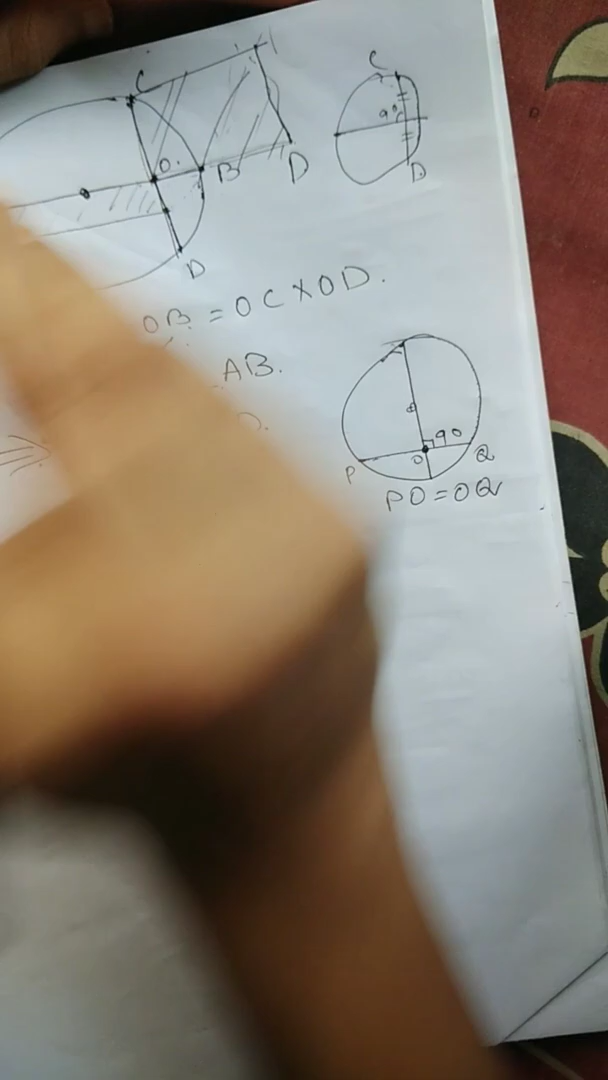 C
C
90
O.
B
D
D
D
OB = OC X OD.
AB.
90
O
Q
P
PO = OQ